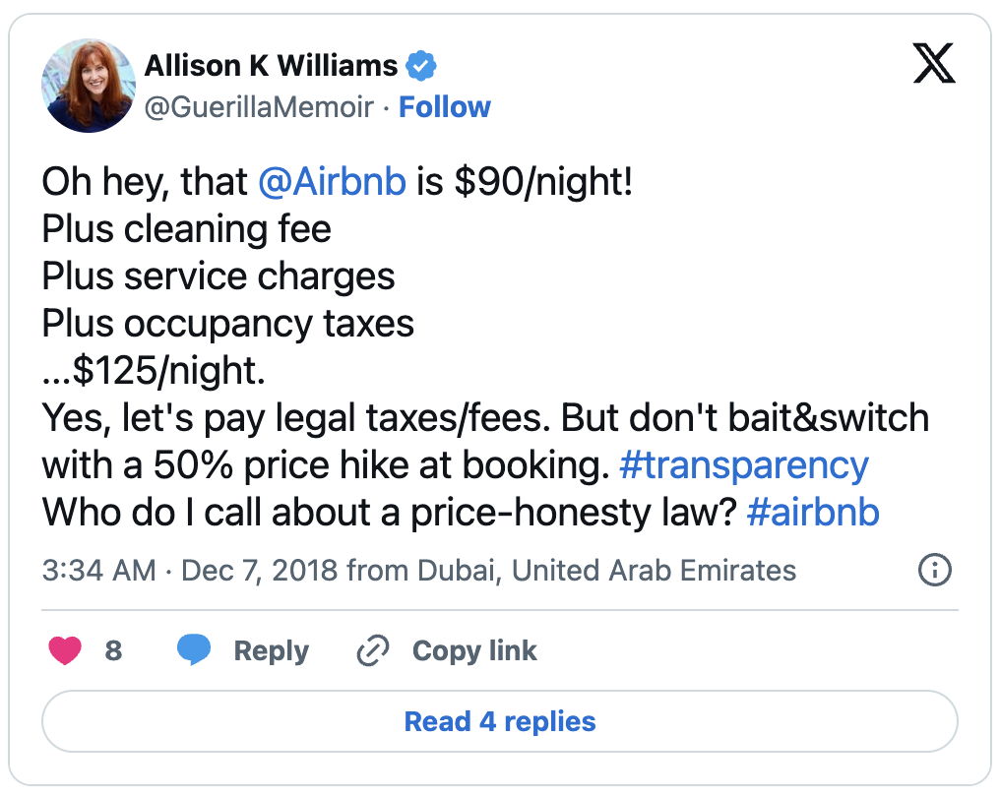 Allison K Williams
@GuerillaMemoir · Follow
Oh hey, that @Airbnb is $90/night!
Plus cleaning fee
Plus service charges
Plus occupancy taxes
...$125/night.
Yes, let's pay legal taxes/fees. But don't bait&switch
with a 50% price hike at booking. #transparency
Who do I call about a price-honesty law? #airbnb
3:34 AM · Dec 7, 2018 from Dubai, United Arab Emirates
8 Reply Copy link
Read 4 replies